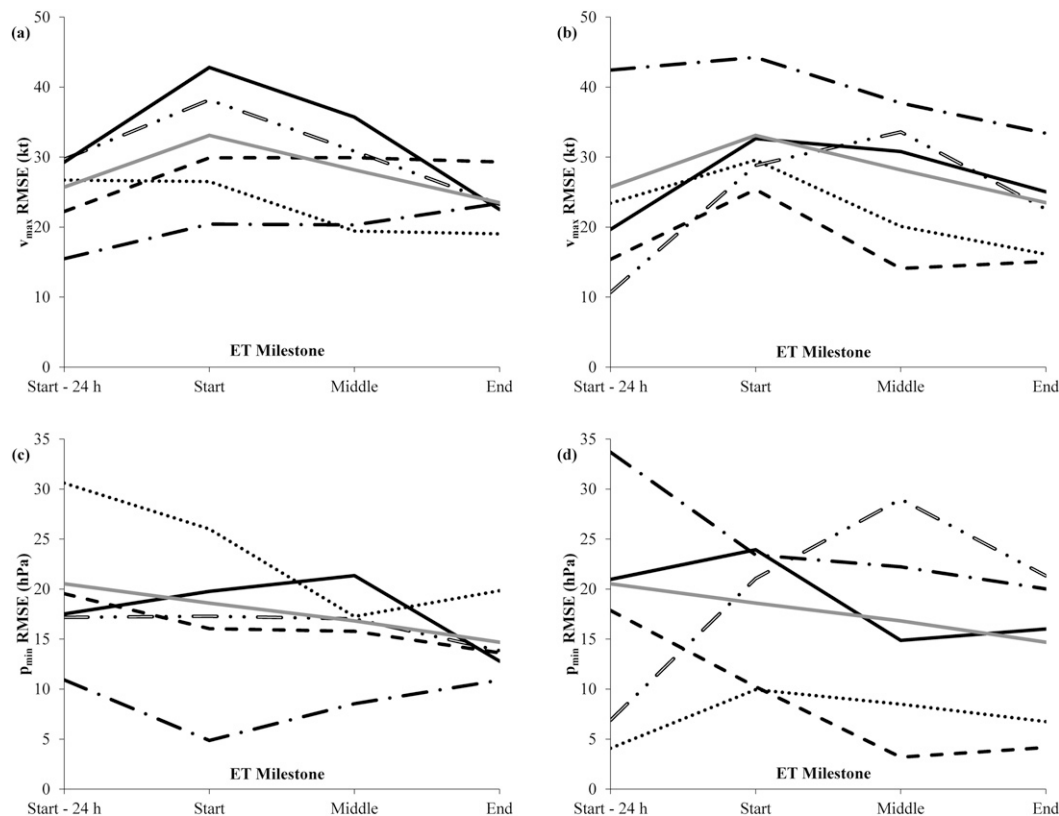 (a)
50
40
30
20
10
0
vmax RMSE (kt)
ET Milestone
Start - 24 h Start Middle End
(b)
50
40
30
20
10
0
vmax RMSE (kt)
ET Milestone
Start - 24 h Start Middle End
(c)
35
30
25
20
15
10
5
0
pmin RMSE (hPa)
ET Milestone
Start - 24 h Start Middle End
(d)
35
30
25
20
15
10
5
0
pmin RMSE (hPa)
ET Milestone
Start - 24 h Start Middle End